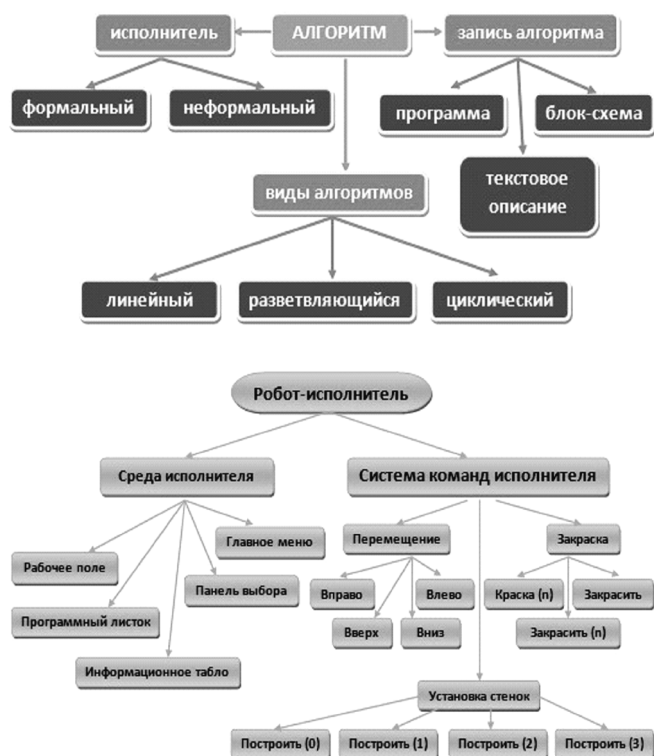 исполнитель
АЛГОРИТМ
запись алгоритма
формальный
неформальный
программа
блок-схема
текстовое
описание
виды алгоритмов
линейный
разветвляющийся
циклический
Робот-исполнитель
Среда исполнителя
Система команд исполнителя
Главное меню
Перемещение
Закраска
Рабочее поле
Панель выбора
Вправо
Влево
Краска (n)
Закрасить
Программный листок
Вверх
Вниз
Закрасить (n)
Информационное табло
Установка стенок
Построить (0)
Построить (1)
Построить (2)
Построить (3)